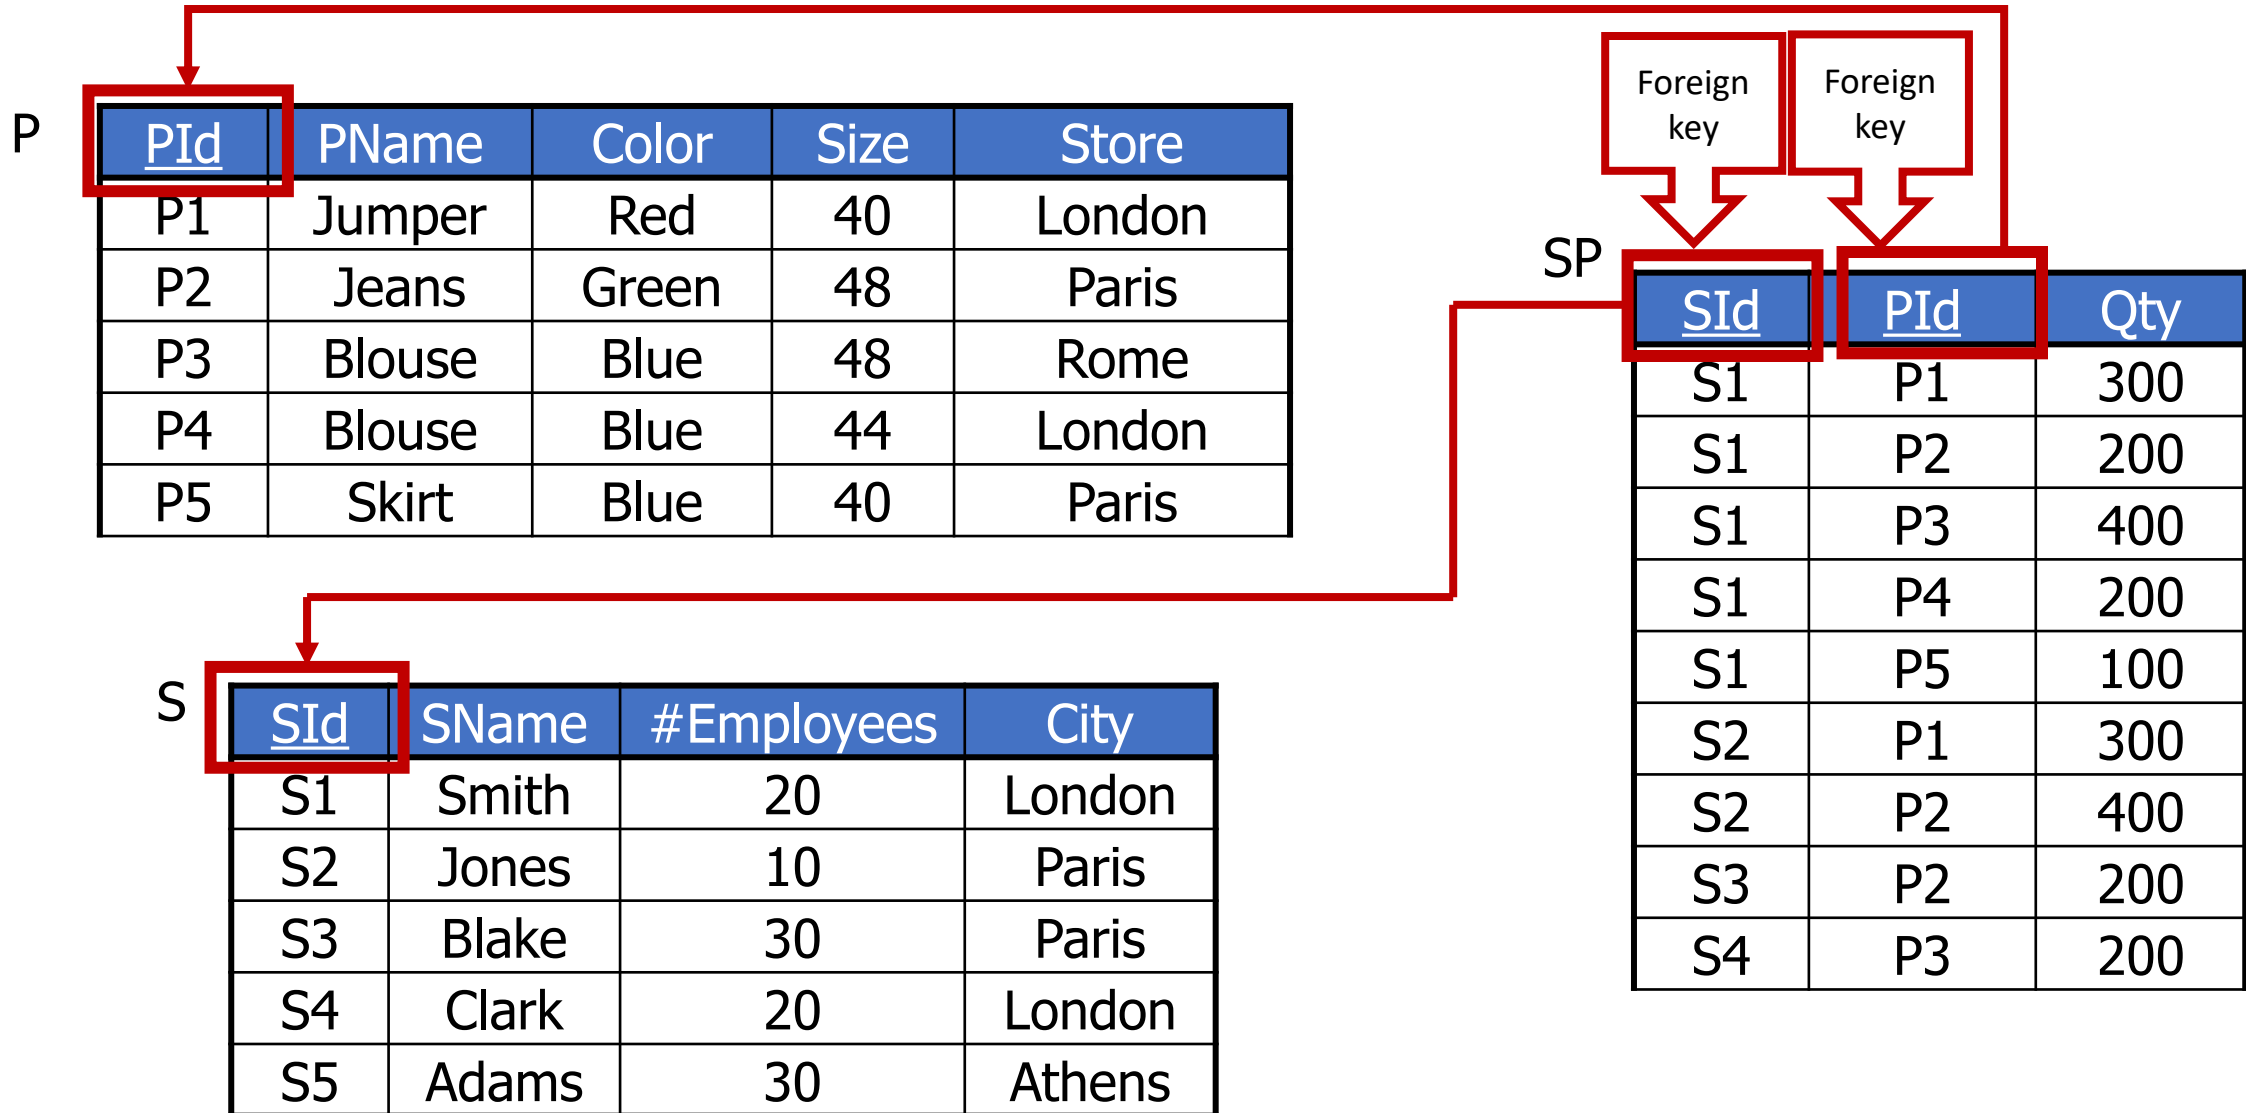 P
PId PName Color Size Store
P1 Jumper Red 40 London
P2 Jeans Green 48 Paris
P3 Blouse Blue 48 Rome
P4 Blouse Blue 44 London
P5 Skirt Blue 40 Paris
S
SId SName #Employees City
S1 Smith 20 London
S2 Jones 10 Paris
S3 Blake 30 Paris
S4 Clark 20 London
S5 Adams 30 Athens
Foreign
key
Foreign
key
SP
SId PId Qty
S1 P1 300
S1 P2 200
S1 P3 400
S1 P4 200
S1 P5 100
S2 P1 300
S2 P2 400
S3 P2 200
S4 P3 200